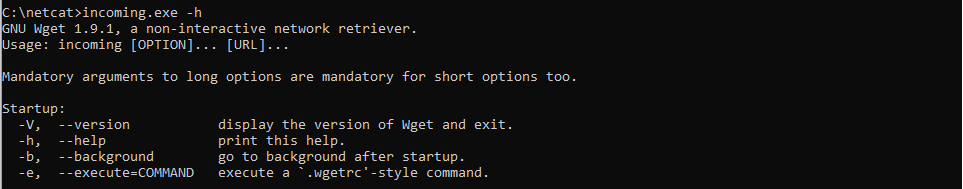 C:\netcat>incoming.exe -h
GNU Wget 1.9.1, a non-interactive network retriever.
Usage: incoming [OPTION]... [URL]...
Mandatory arguments to long options are mandatory for short options too.
Startup:
  -V,  --version           display the version of Wget and exit.
  -h,  --help              print this help.
  -b,  --background        go to background after startup.
  -e,  --execute=COMMAND   execute a `.wgetrc'-style command.